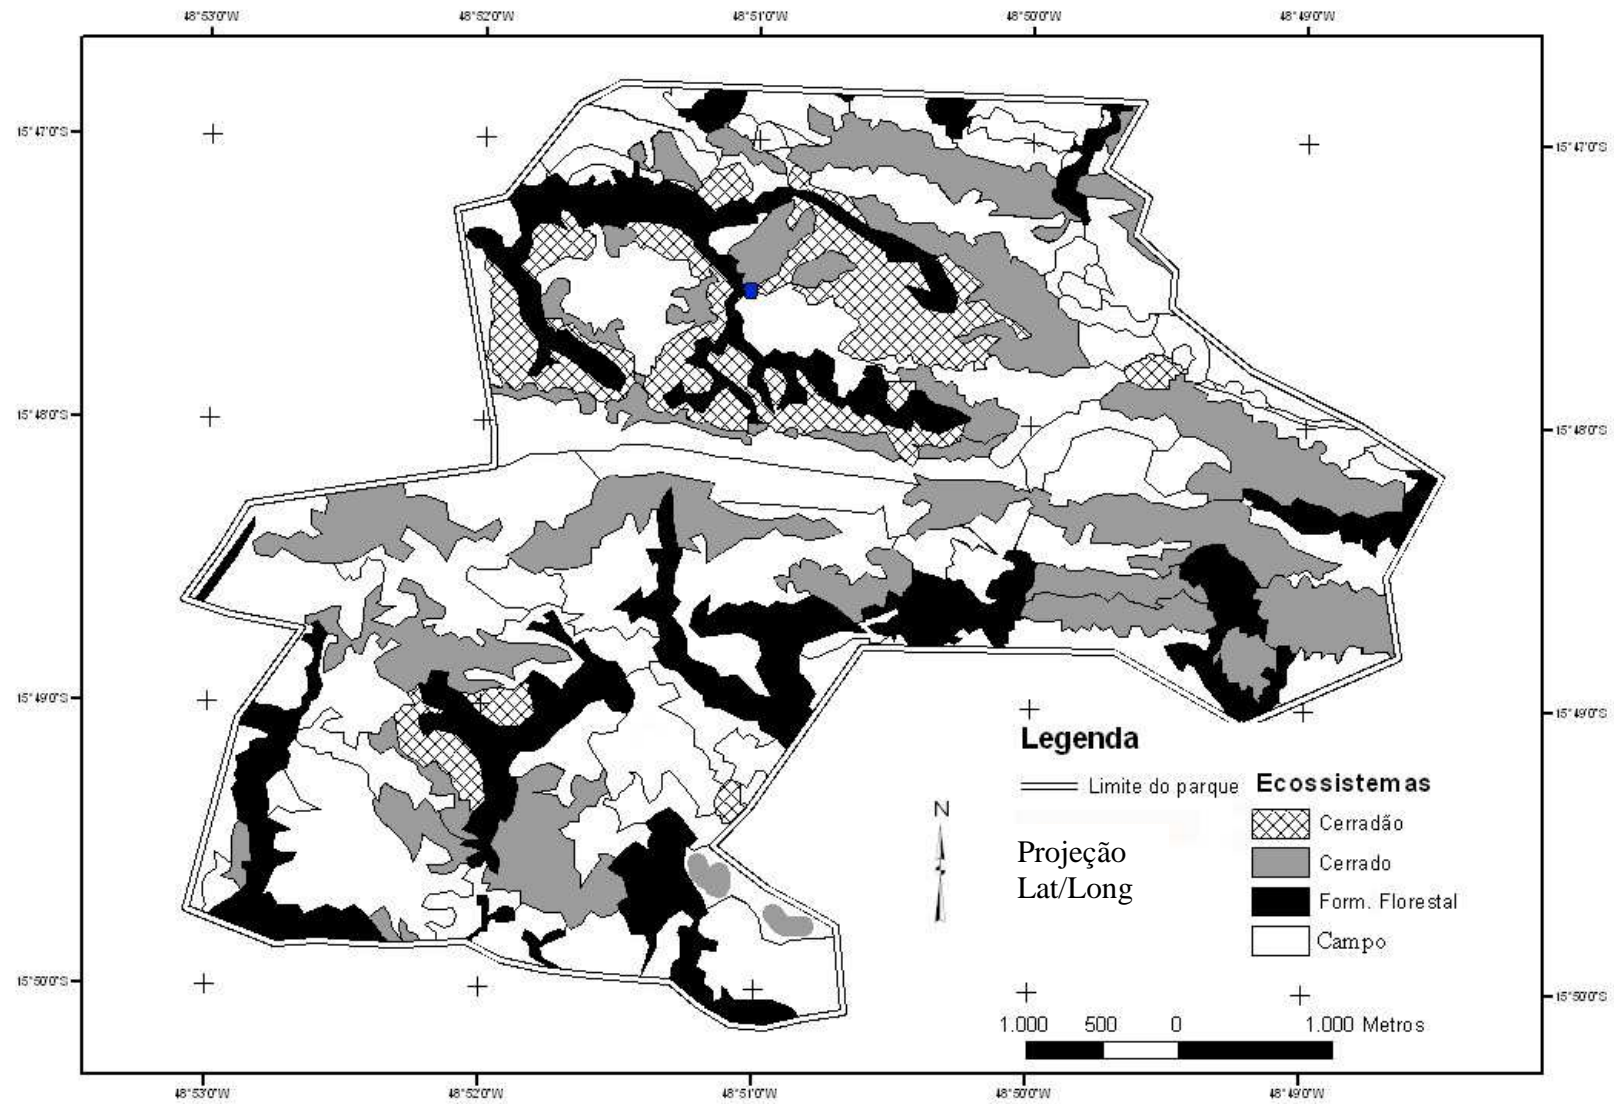 48°53'0"W 48°52'0"W 48°51'0"W 48°50'0"W 48°49'0"W
15°47'0"S 15°47'0"S
15°48'0"S 15°48'0"S
15°49'0"S 15°49'0"S
Legenda
Limite do parque
Ecossistemas
N
Cerradão
Projeção
Lat/Long
Cerrado
Form. Florestal
Campo
15°50'0"S 15°50'0"S
1.000 500 0 1.000 Metros
48°53'0"W 48°52'0"W 48°51'0"W 48°50'0"W 48°49'0"W